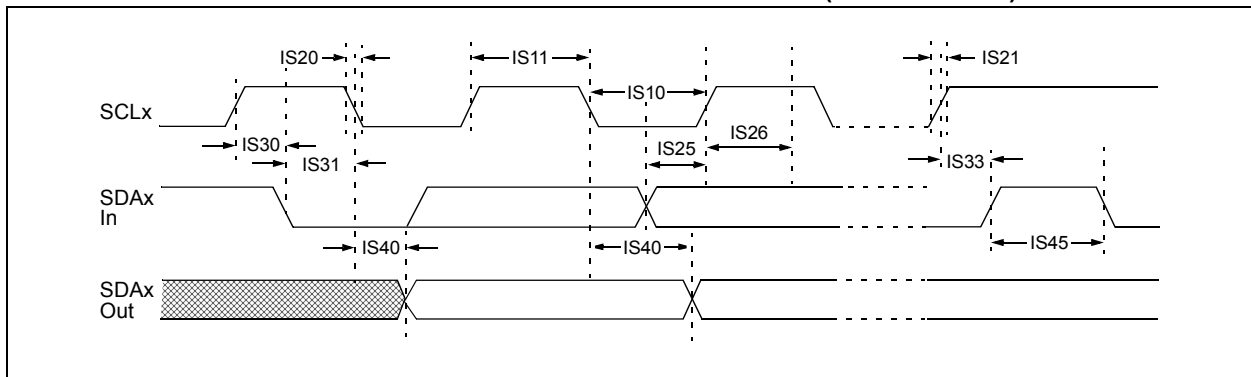 IS20
IS11
IS21
IS10
SCLx
IS30
IS26
IS31
IS25
IS33
SDAx
In
IS40
IS40
IS45
SDAx
Out